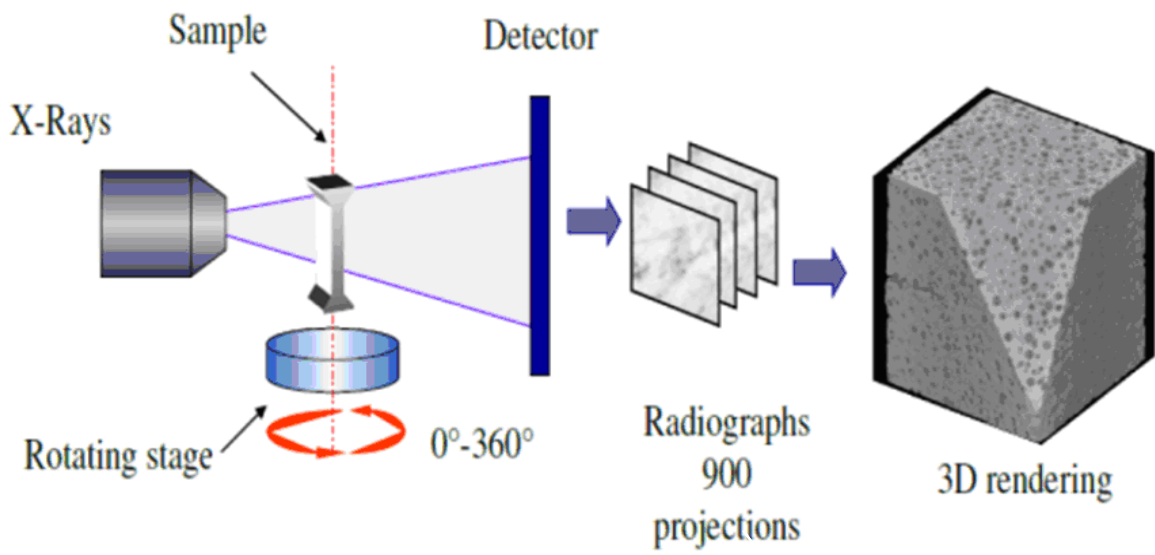 Sample
Detector
X-Rays
Rotating stage
0°-360°
Radiographs
900
projections
3D rendering